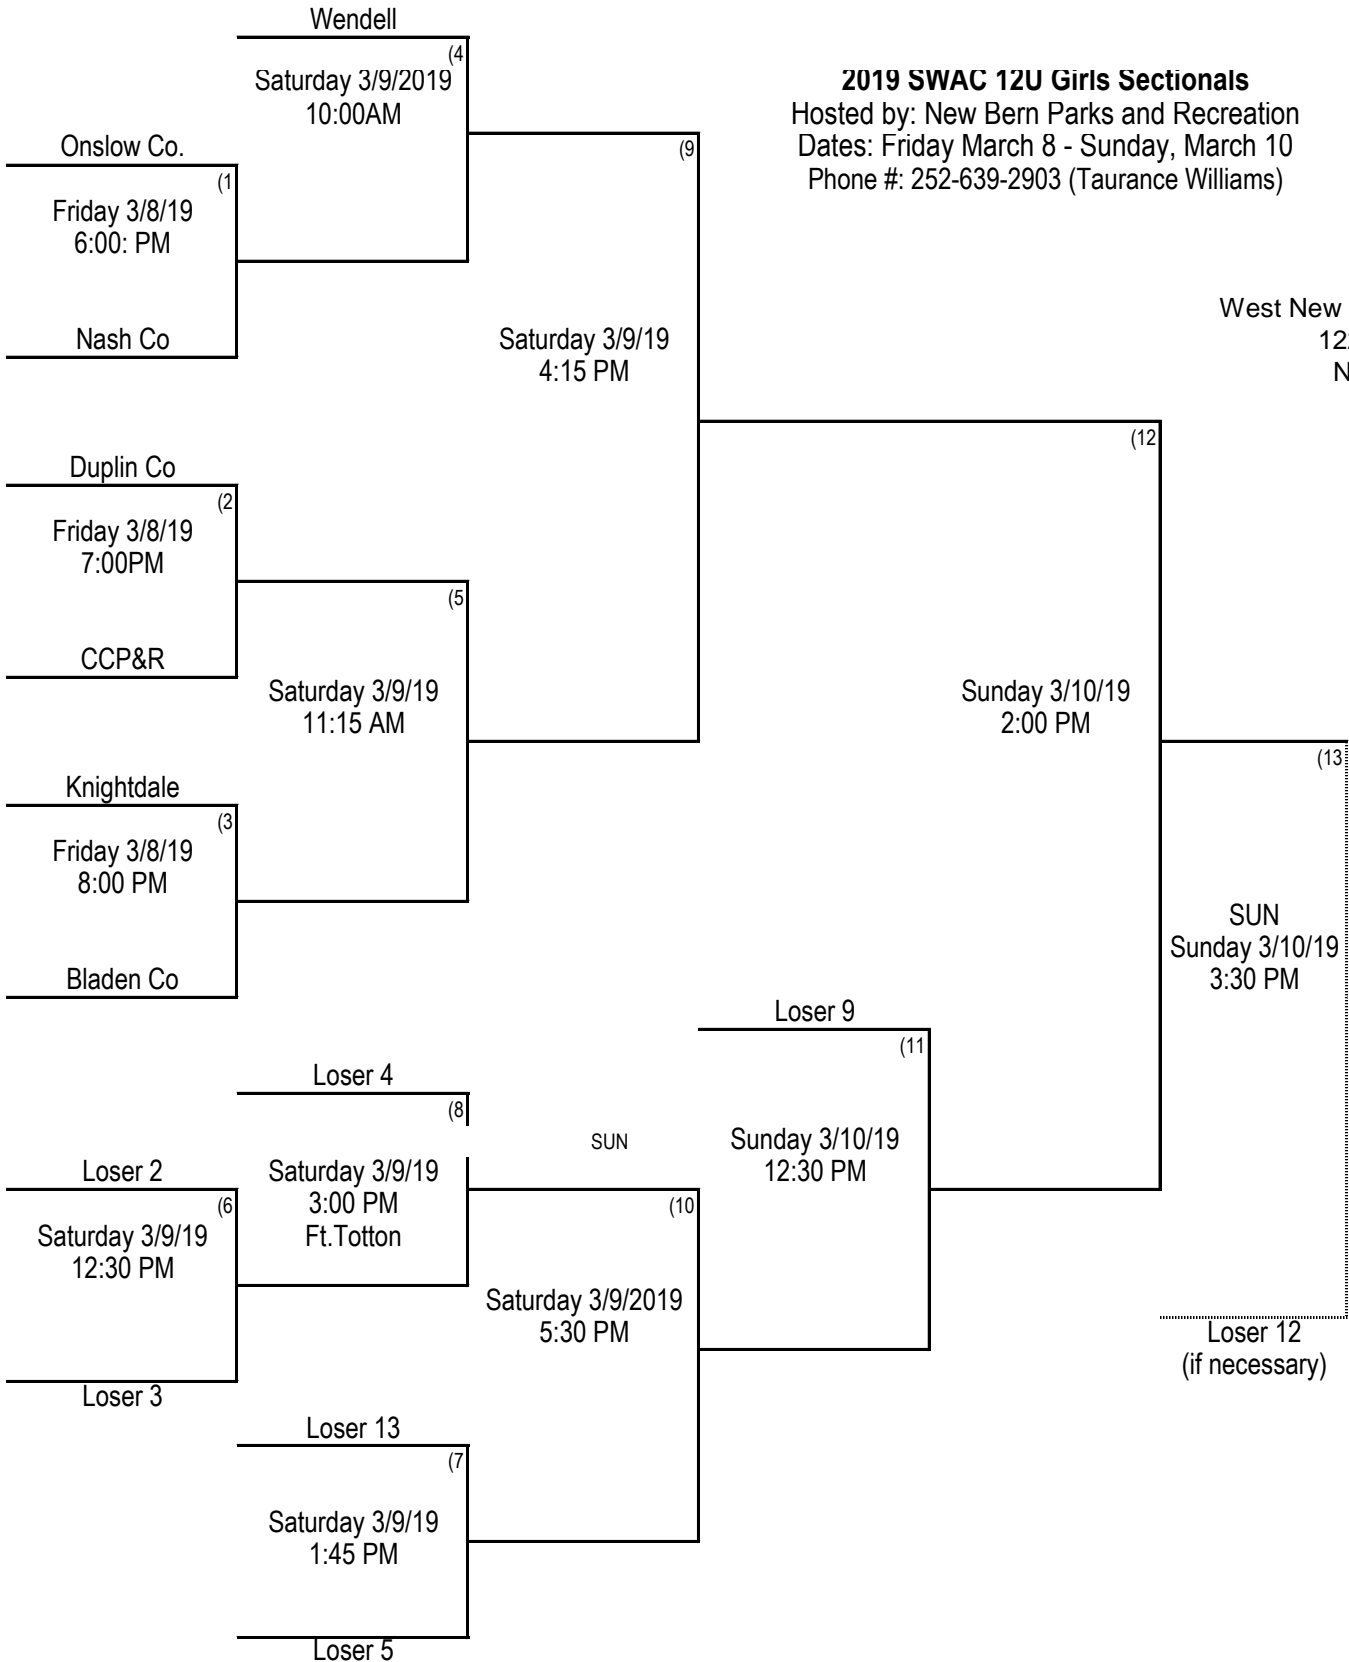 Wendell
(4
Saturday 3/9/2019
10:00AM
2019 SWAC 12U Girls Sectionals
Hosted by: New Bern Parks and Recreation
Dates: Friday March 8 - Sunday, March 10
Phone #: 252-639-2903 (Taurance Williams)
Onslow Co.
(1
Friday 3/8/19
6:00: PM
(9
Nash Co
Saturday 3/9/19
4:15 PM
West New
12
N
(12
Duplin Co
(2
Friday 3/8/19
7:00PM
(5
CCP&R
Saturday 3/9/19
11:15 AM
Sunday 3/10/19
2:00 PM
(13
Knightdale
(3
Friday 3/8/19
8:00 PM
SUN
Sunday 3/10/19
3:30 PM
Bladen Co
Loser 9
(11
Loser 4
(8
SUN
Sunday 3/10/19
12:30 PM
Loser 2
(6
Saturday 3/9/19
12:30 PM
Saturday 3/9/19
3:00 PM
Ft.Totton
(10
Saturday 3/9/2019
5:30 PM
Loser 12
(if necessary)
Loser 3
Loser 13
(7
Saturday 3/9/19
1:45 PM
Loser 5